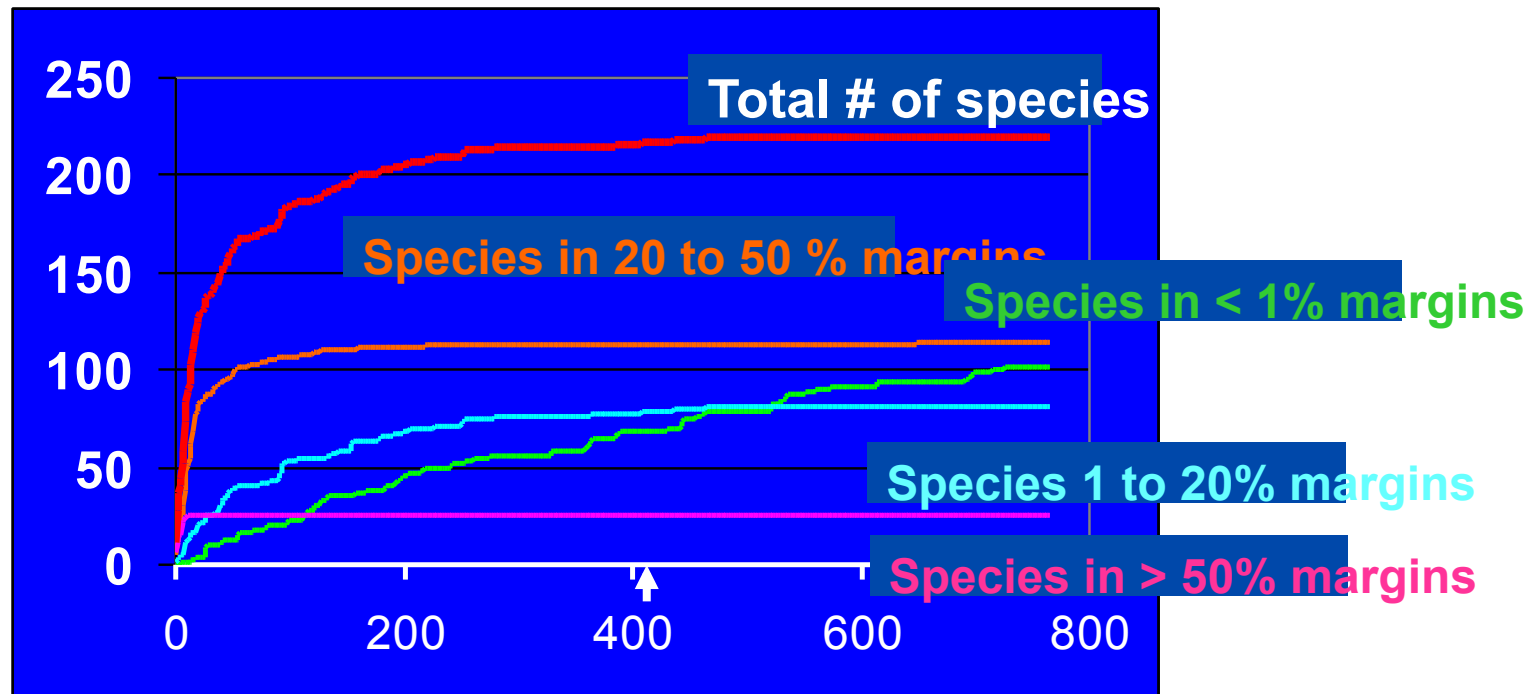 250
Total # of species
200
Species in 20 to 50 % margins
150
Species in < 1% margins
100
50
Species 1 to 20% margins
0
Species in > 50% margins
0 200 400 600 800